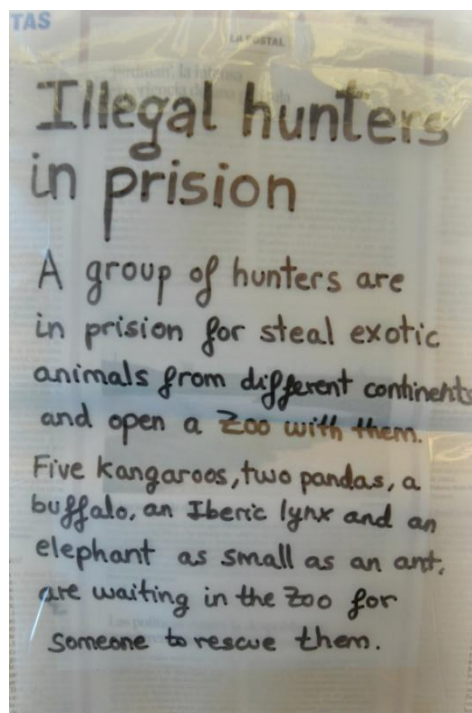 TAS
LA POSTAL
Illegal hunters
in prision
A group of hunters are
in prision for steal exotic
animals from different continents
and open a Zoo with them.
Five kangaroos, two pandas, a
buffalo, an Iberic lynx and an
elephant as small as an ant,
are waiting in the Zoo for
someone to rescue them.